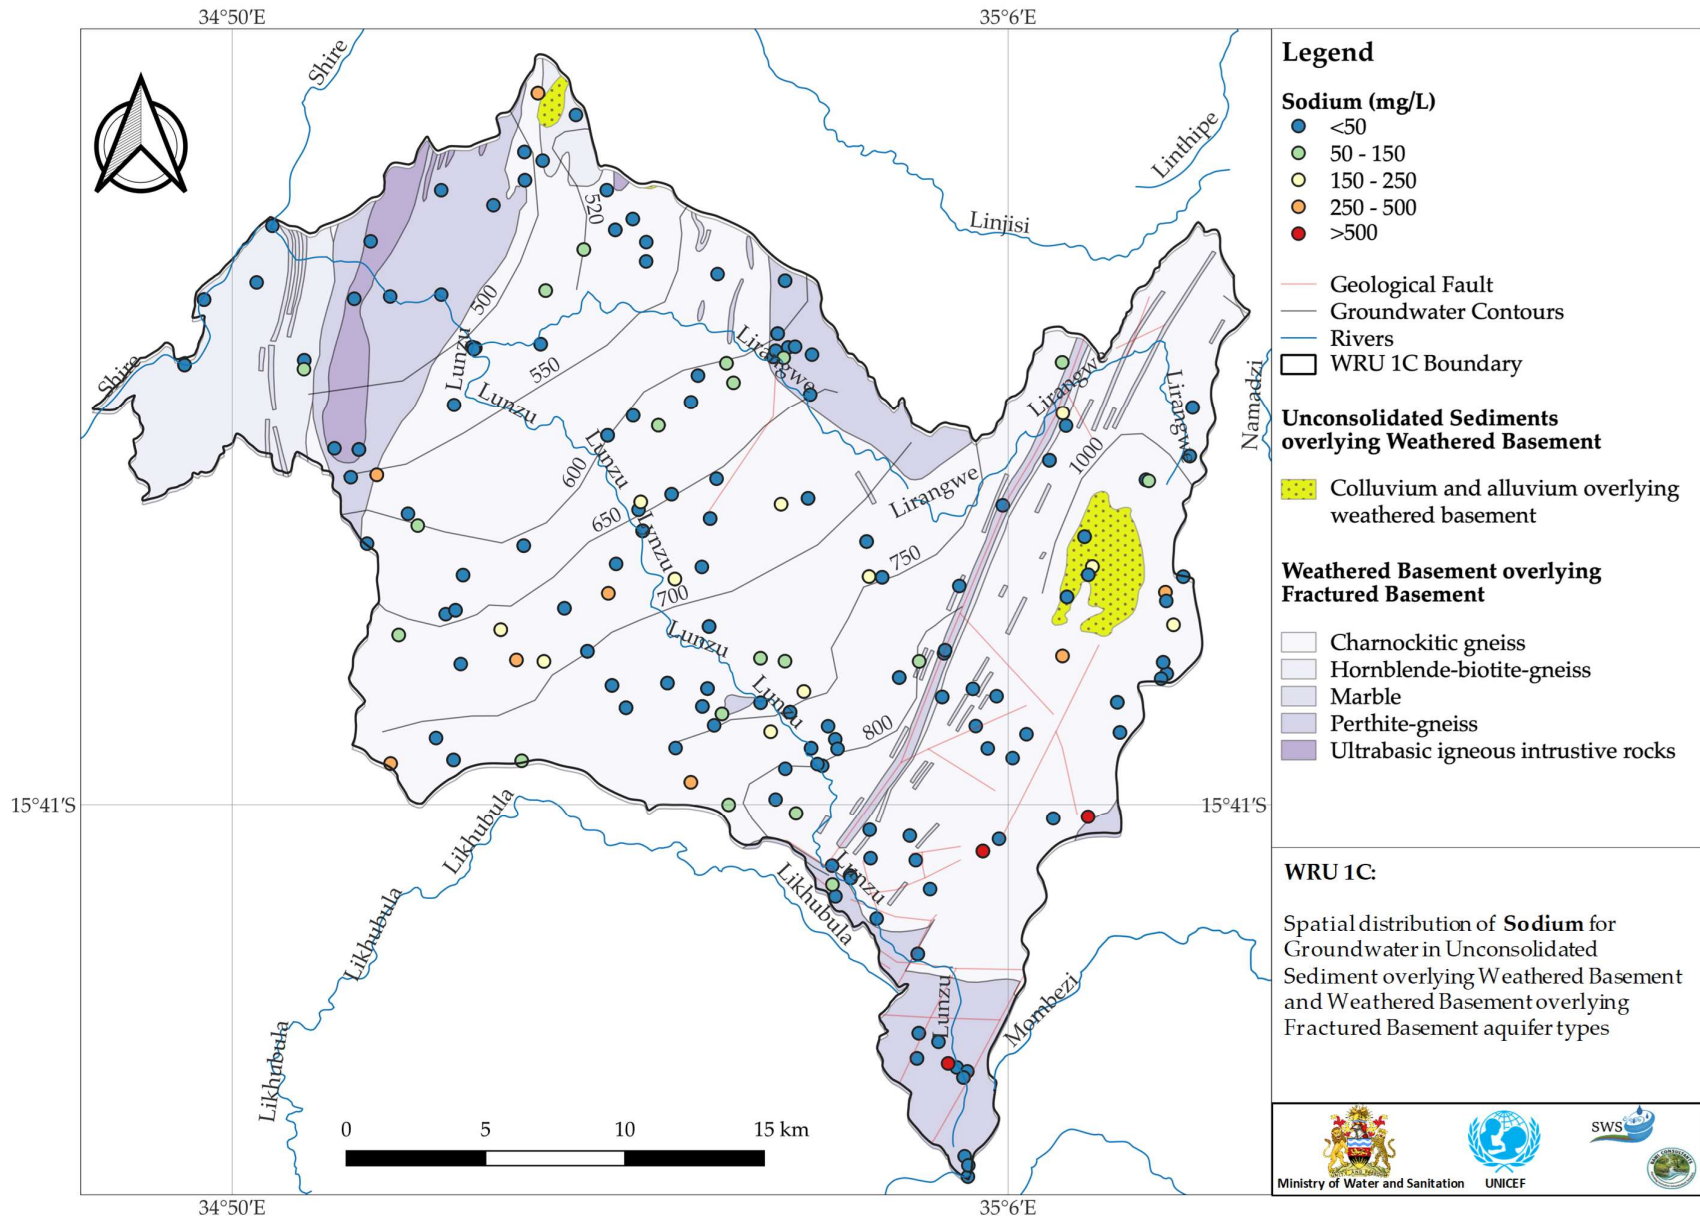 34°50′E
35°6′E
Shire
Linthipe
Linjisi
520
500
Shire
Lunzu
550
Lirangwe
Lunzu
Lirangwe
Lirangwe
Namadzi
1000
Lunzu
600
Lirangwe
650
Lynzu
750
700
Lunzu
Lunzu
800
15°41′S
15°41′S
Likhubula
Lunzu
Likhubula
Likhubula
Lunzu
Mombezi
Likhubula
0 5 10 15 km
34°50′E
35°6′E
Legend
Sodium (mg/L)
<50
50 - 150
150 - 250
250 - 500
>500
Geological Fault
Groundwater Contours
Rivers
WRU 1C Boundary
Unconsolidated Sediments
overlying Weathered Basement
Colluvium and alluvium overlying
weathered basement
Weathered Basement overlying
Fractured Basement
Charnockitic gneiss
Hornblende-biotite-gneiss
Marble
Perthite-gneiss
Ultrabasic igneous intrustive rocks
WRU 1C:
Spatial distribution of Sodium for
Groundwater in Unconsolidated
Sediment overlying Weathered Basement
and Weathered Basement overlying
Fractured Basement aquifer types
Ministry of Water and Sanitation
UNICEF
SWS